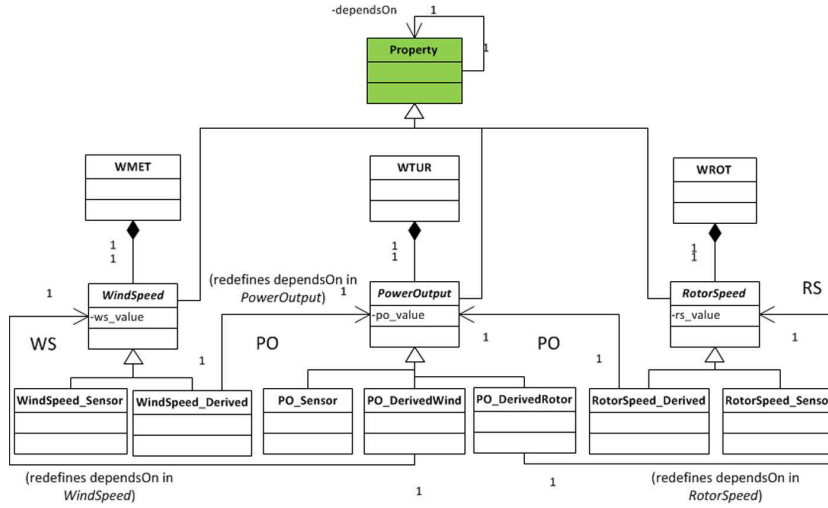 -dependsOn
1
Property
1
WMET
WTUR
WROT
1
1
1
1
1
1
(redefines dependsOn in
PowerOutput)
1
WindSpeed
-ws_value
1
PowerOutput
-po_value
RotorSpeed
-rs_value
RS
WS
1
PO
1
PO
1
1
WindSpeed_Sensor
WindSpeed_Derived
PO_Sensor
PO_DerivedWind
PO_DerivedRotor
RotorSpeed_Derived
RotorSpeed_Senso
(redefines dependsOn in
WindSpeed)
1
1
(redefines dependsOn in
RotorSpeed)